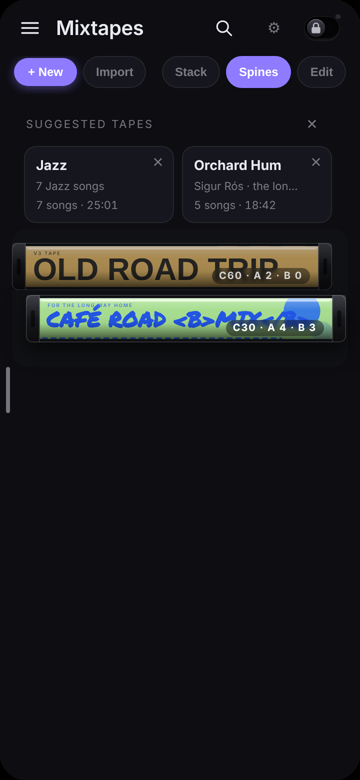 Mixtapes
+ New
Import
Stack
Spines
Edit
SUGGESTED TAPES
Jazz
7 Jazz songs
7 songs · 25:01
Orchard Hum
Sigur Rós · the lon...
5 songs · 18:42
V3 TAPE
OLD ROAD TRIP
C60 · A 2 · B 0
FOR THE LONG WAY HOME
CAFÉ ROAD <B>MIX</B>
C30 · A 4 · B 3